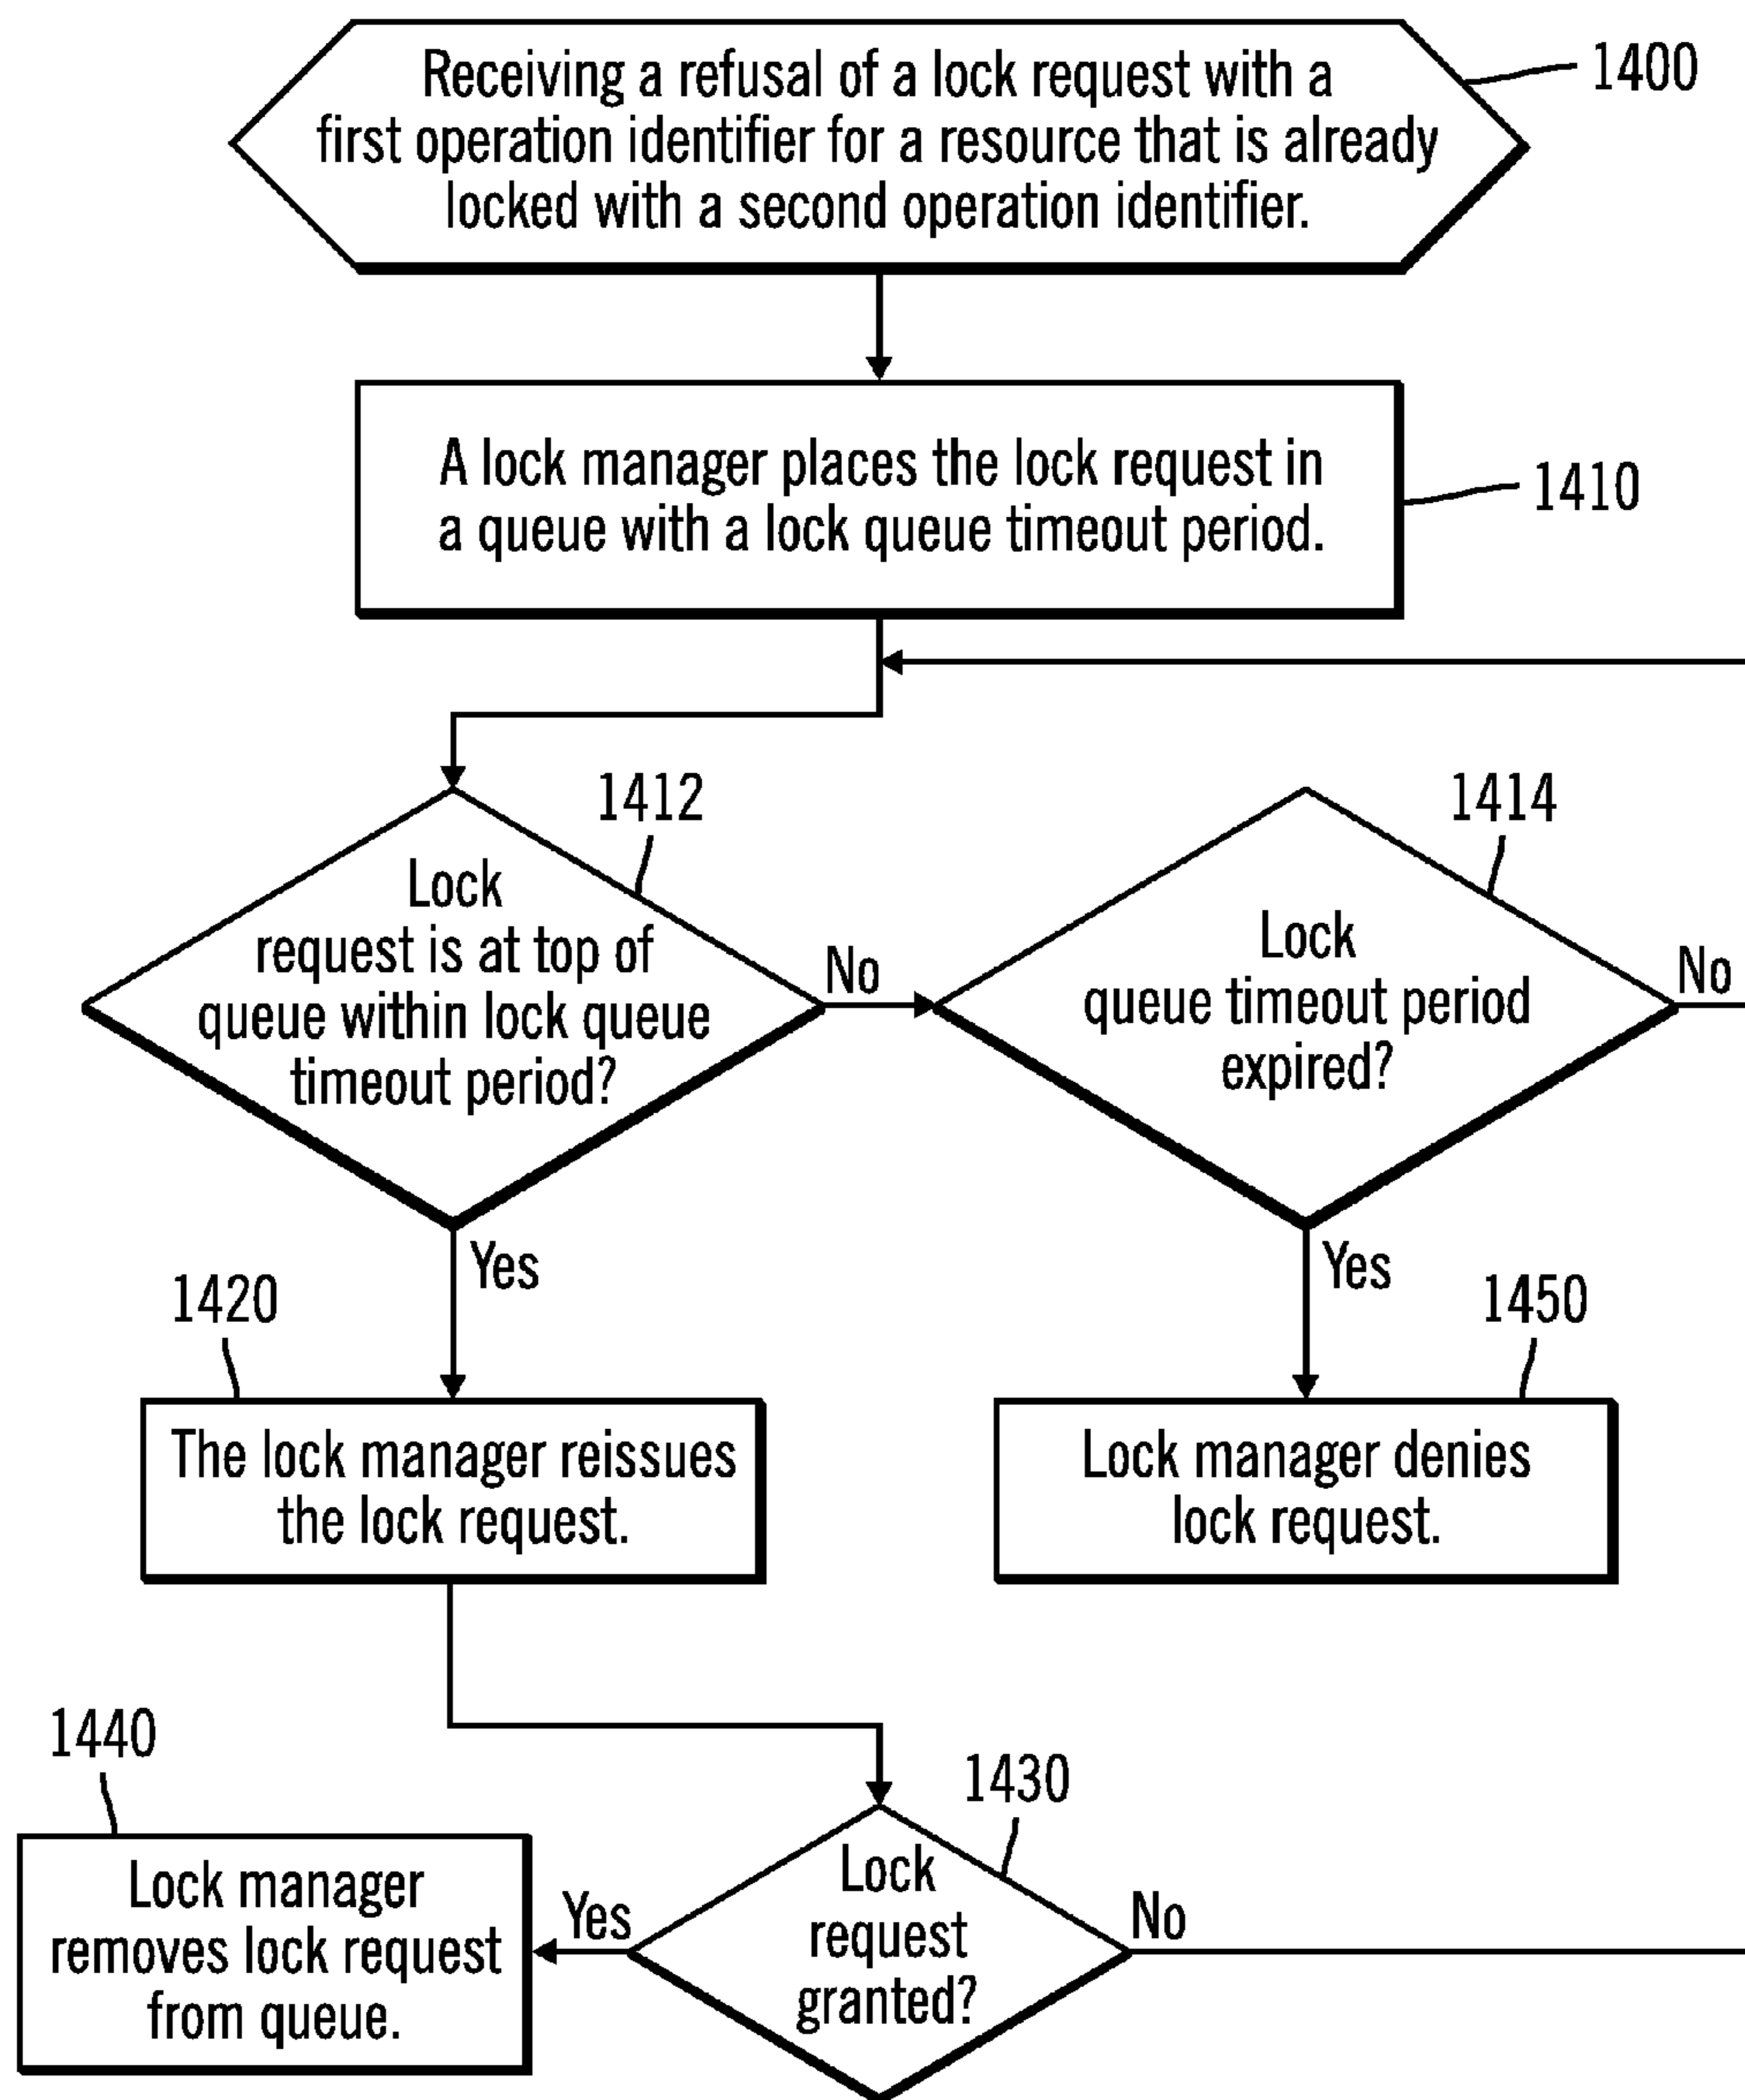 Receiving a refusal of a lock request with a
first operation identifier for a resource that is already
locked with a second operation identifier.
1400
A lock manager places the lock request in
a queue with a lock queue timeout period.
1410
1412
Lock
request is at top of
queue within lock queue
timeout period?
No
1414
Lock
queue timeout period
expired?
No
Yes
Yes
1420
The lock manager reissues
the lock request.
1450
Lock manager denies
lock request.
1440
Lock manager
removes lock request
from queue.
Yes
1430
Lock
request
granted?
No